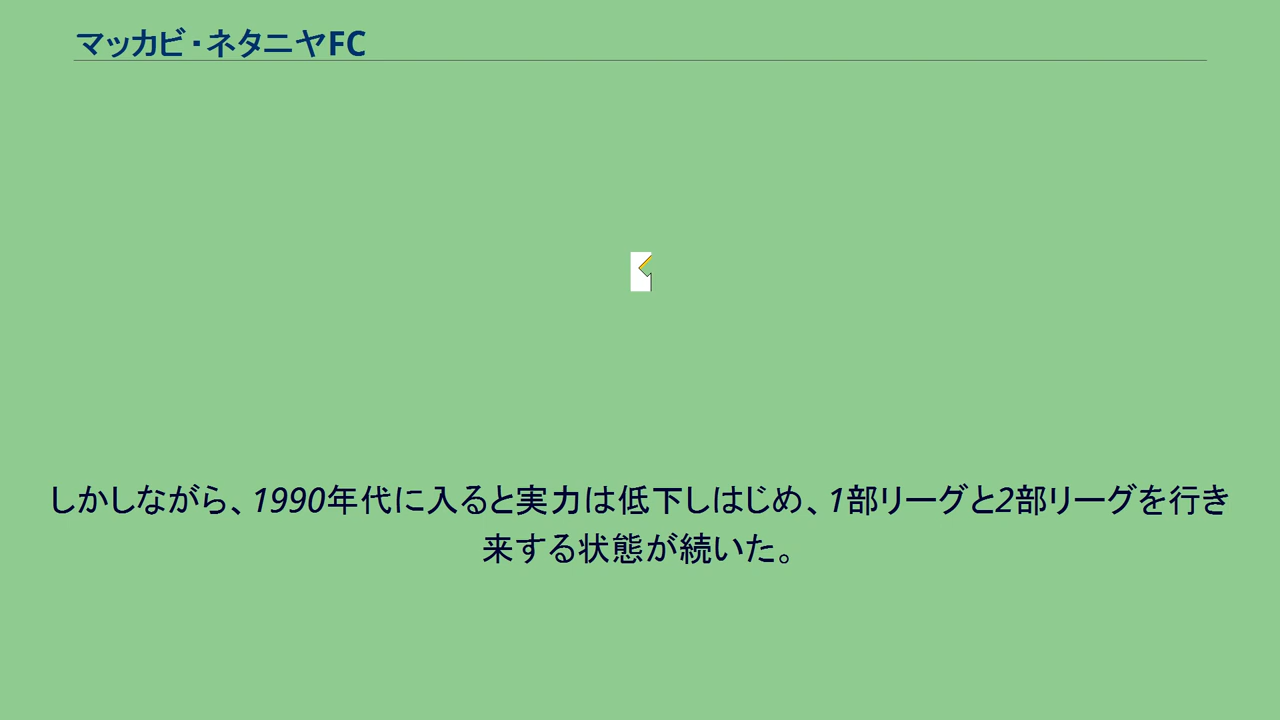 マッカビ・ネタニヤFC
しかしながら、1990年代に入ると実力は低下しはじめ、1部リーグと2部リーグを行き
来する状態が続いた。